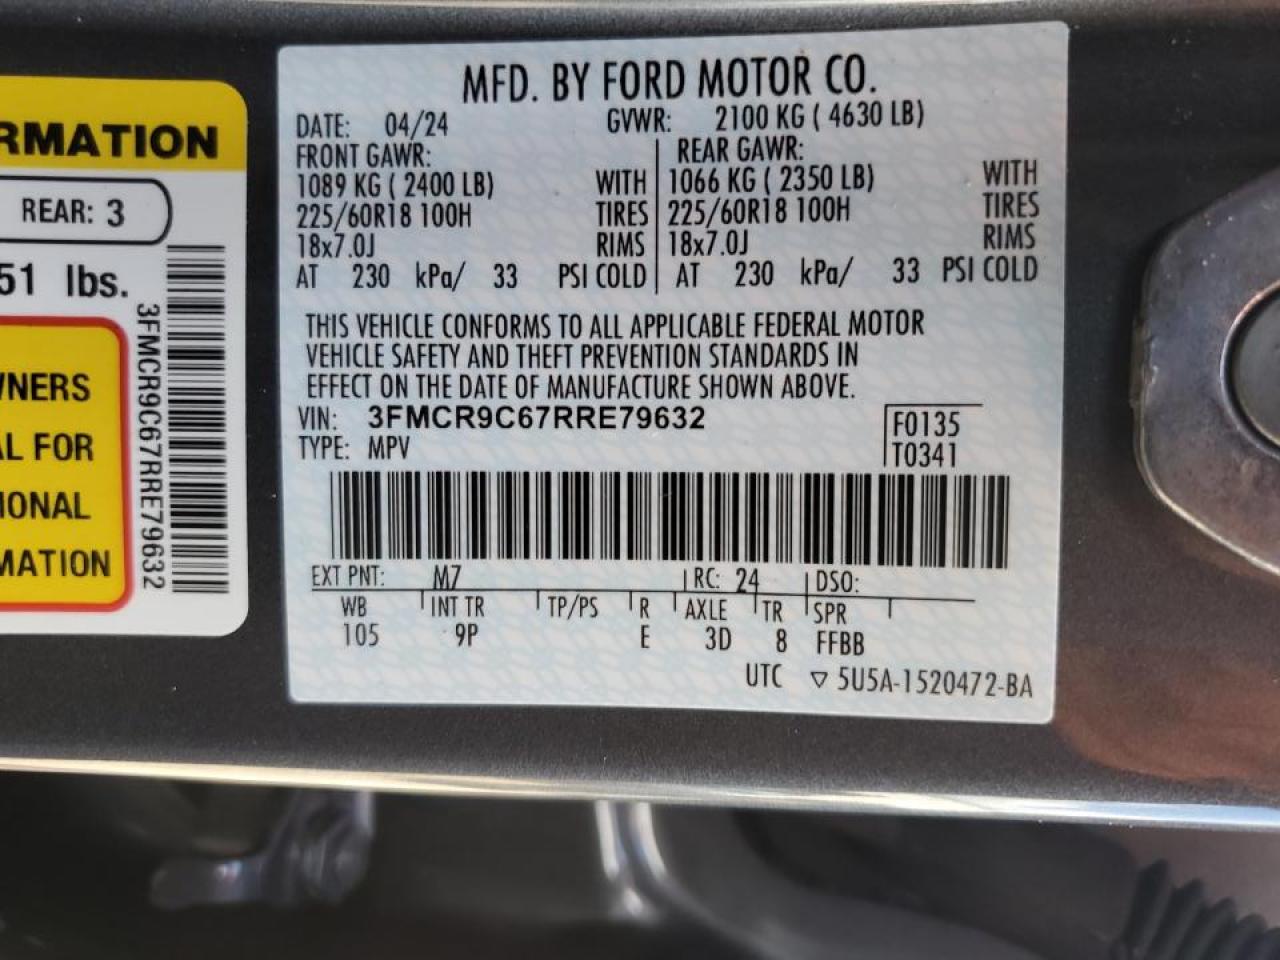 RMATION
REAR: 3
51 lbs.
WNERS
AL FOR
IONAL
MATION
3FMCR9C67RRE79632
MFD. BY FORD MOTOR CO.
DATE: 04/24 GVWR: 2100 KG ( 4630 LB)
FRONT GAWR: REAR GAWR:
1089 KG ( 2400 LB) WITH 1066 KG ( 2350 LB) WITH
225/60R18 100H TIRES 225/60R18 100H TIRES
18x7.0J RIMS 18x7.0J RIMS
AT 230 kPa/ 33 PSI COLD AT 230 kPa/ 33 PSI COLD
THIS VEHICLE CONFORMS TO ALL APPLICABLE FEDERAL MOTOR
VEHICLE SAFETY AND THEFT PREVENTION STANDARDS IN
EFFECT ON THE DATE OF MANUFACTURE SHOWN ABOVE.
VIN: 3FMCR9C67RRE79632 F0135
TYPE: MPV T0341
EXT PNT: M7 RC: 24 DSO:
WB INT TR TP/PS R AXLE TR SPR
105 9P E 3D 8 FFBB
UTC ▽ 5U5A-1520472-BA